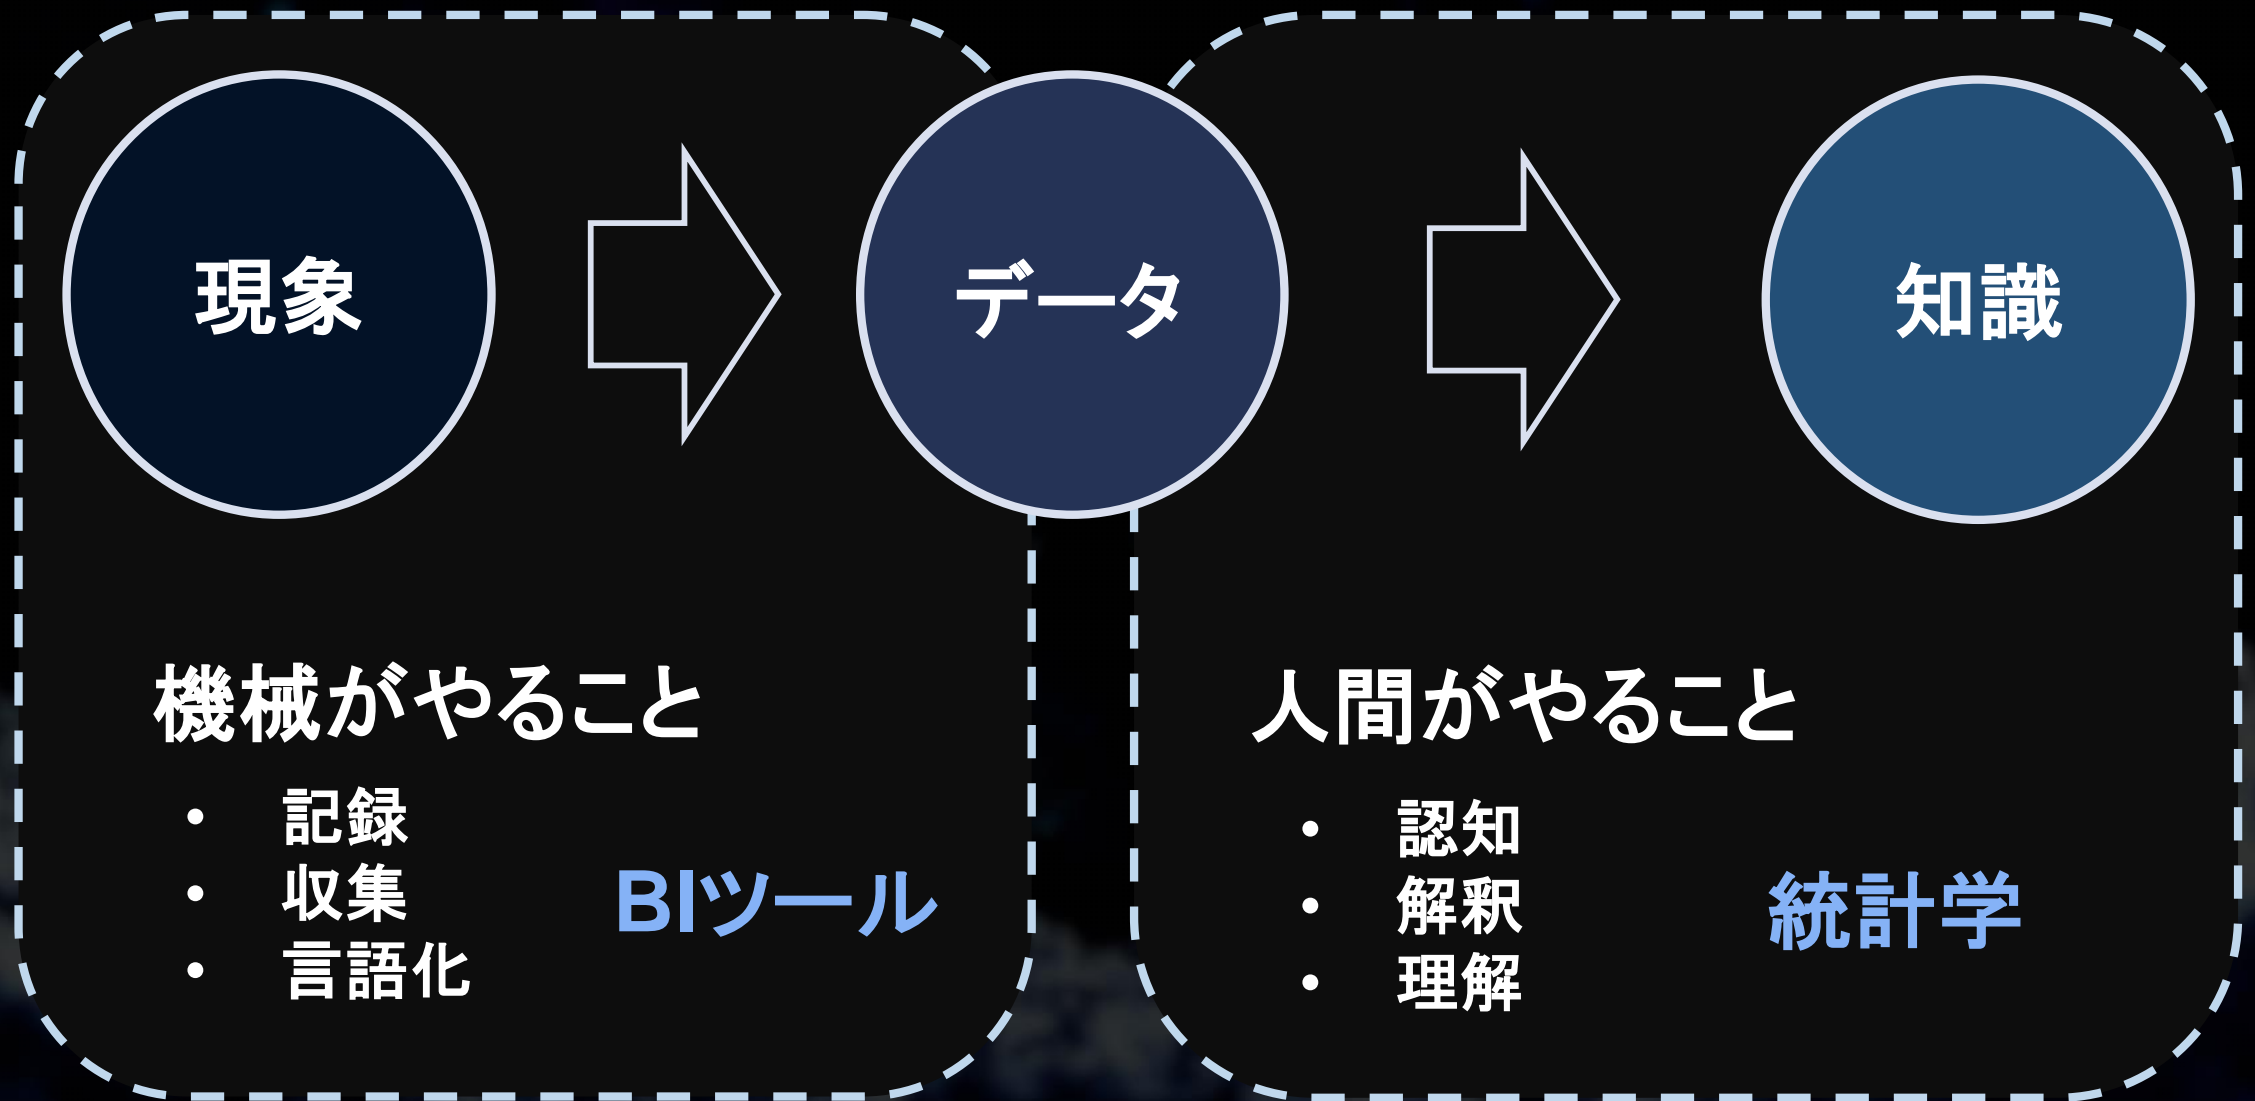 現象
データ
知識
機械がやること
• 記録
• 収集
• 言語化
BIツール
人間がやること
• 認知
• 解釈
• 理解
統計学